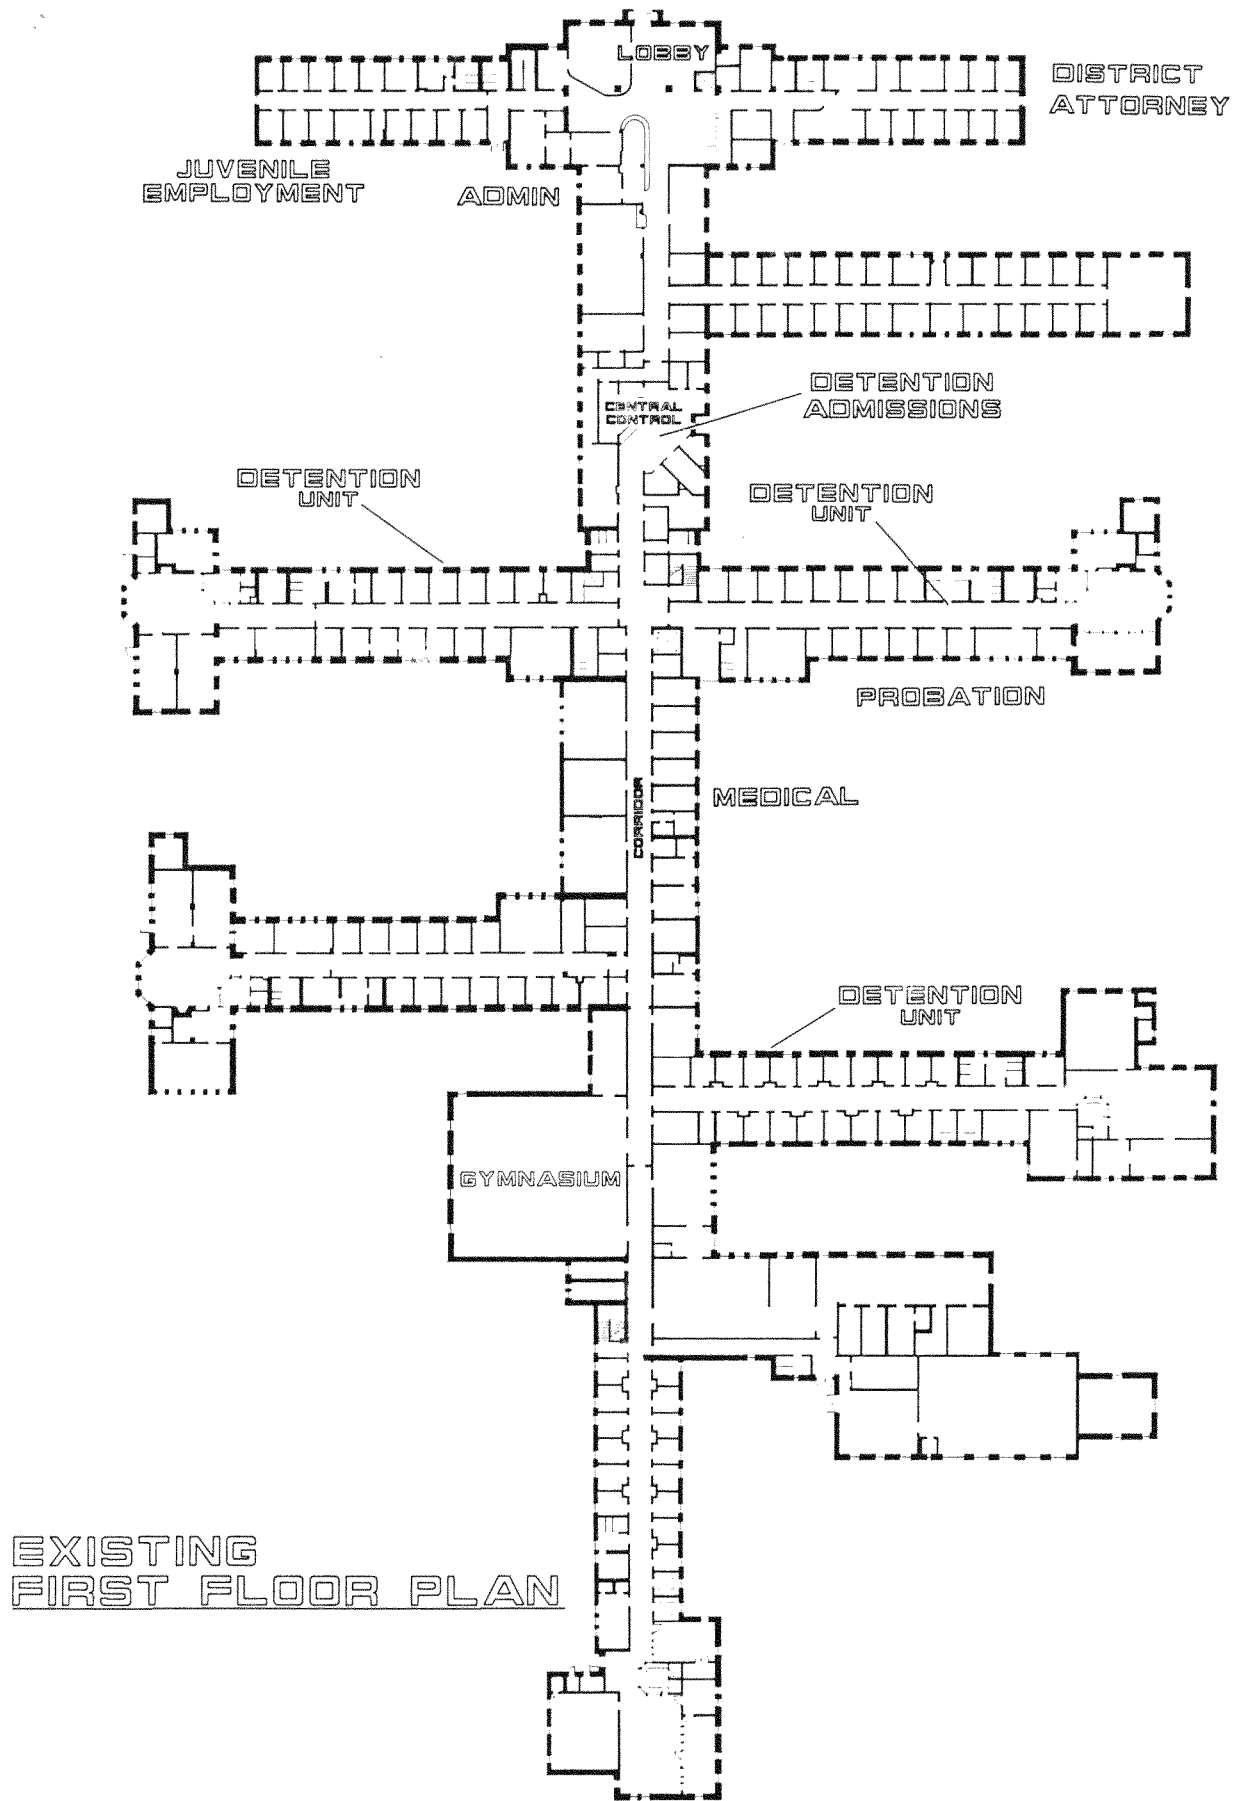 LOBBY
DISTRICT
ATTORNEY
JUVENILE
EMPLOYMENT
ADMIN
DETENTION
ADMISSIONS
CENTRAL
CONTROL
DETENTION
UNIT
DETENTION
UNIT
PROBATION
MEDICAL
CORRIDOR
DETENTION
UNIT
GYMNASIUM
EXISTING
FIRST FLOOR PLAN